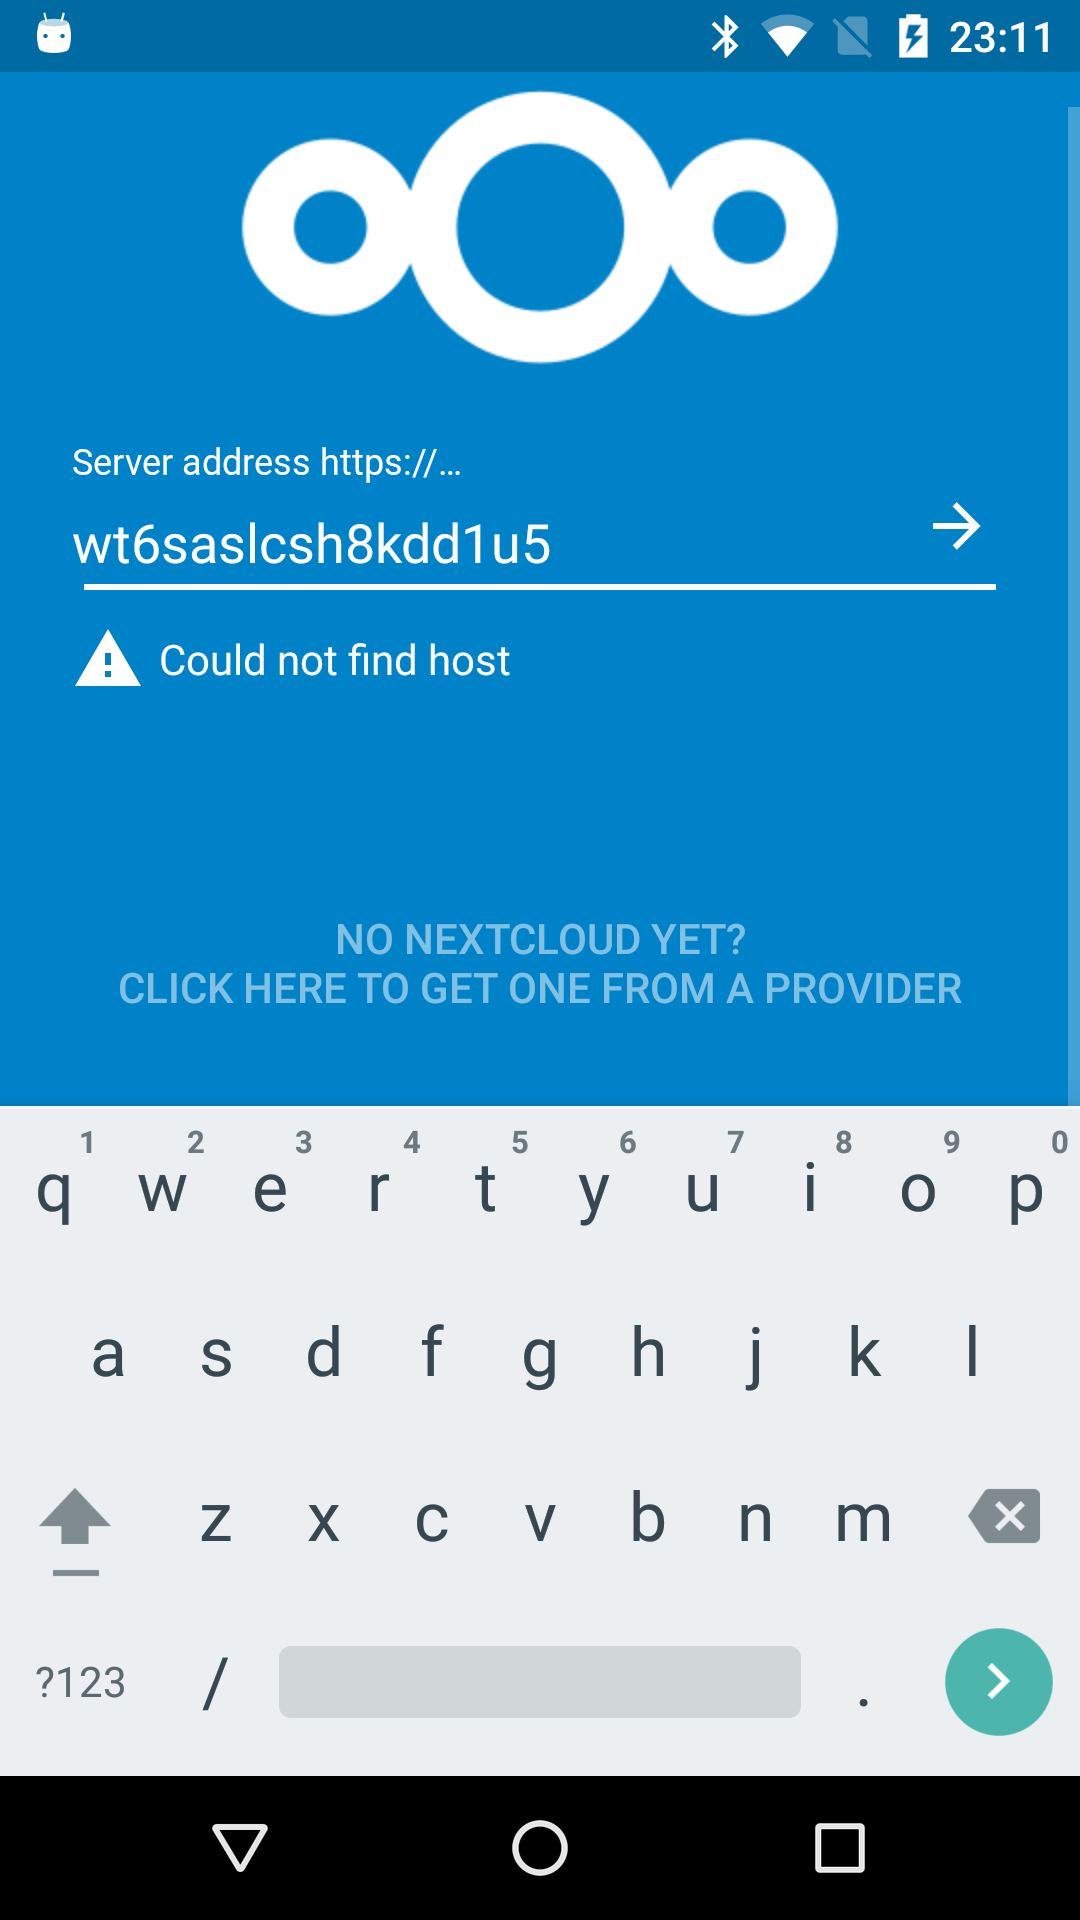 23:11
Server address https://…
wt6saslcsh8kdd1u5
Could not find host
NO NEXTCLOUD YET?
CLICK HERE TO GET ONE FROM A PROVIDER
1 2 3 4 5 6 7 8 9 0
q w e r t y u i o p
a s d f g h j k l
z x c v b n m
?123 / .